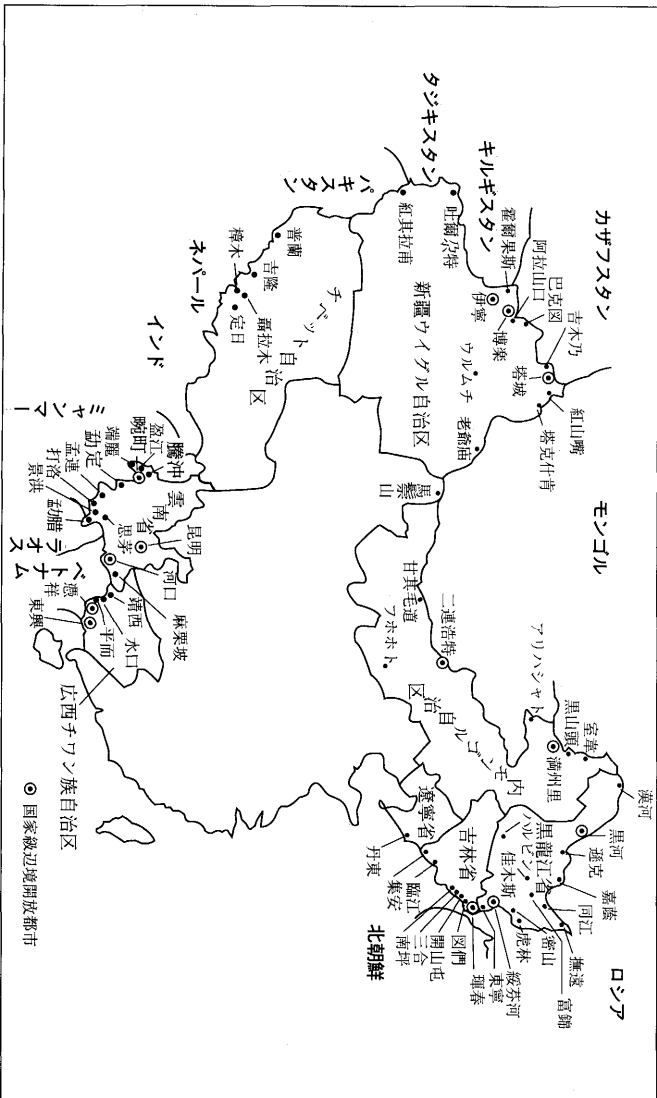 カザフスタン
キルギスタン
タジキスタン
パキスタン
モンゴル
ロシア
北朝鮮
ネパール
インド
ミャンマー
ラオス
ベトナム
吉木乃
塔城
巴克図
阿拉山口
霍爾果斯
博楽
伊寧
吐爾尕特
紅其拉甫
新疆ウイグル自治区
ウルムチ
老爺庙
紅山嘴
塔克什肯
馬鬃山
チベット自治区
普蘭
吉隆
樟木
聶拉木
定日
甘其毛道
二連浩特
フホホト
内モンゴル自治区
アリハシャト
満州里
黒山頭
室韋
漠河
黒河
遜克
嘉蔭
同江
撫遠
富錦
密山
虎林
佳木斯
ハルビン
黒龍江省
綏芬河
東寧
琿春
図們
開山屯
三合
南坪
臨江
集安
丹東
吉林省
遼寧省
騰沖
盈江
畹町
端麗
勐定
孟連
打洛
景洪
勐腊
思茅
雲南省
昆明
河口
麻栗坡
靖西
水口
平而
憑祥
東興
広西チワン族自治区
◎ 国家級辺境開放都市